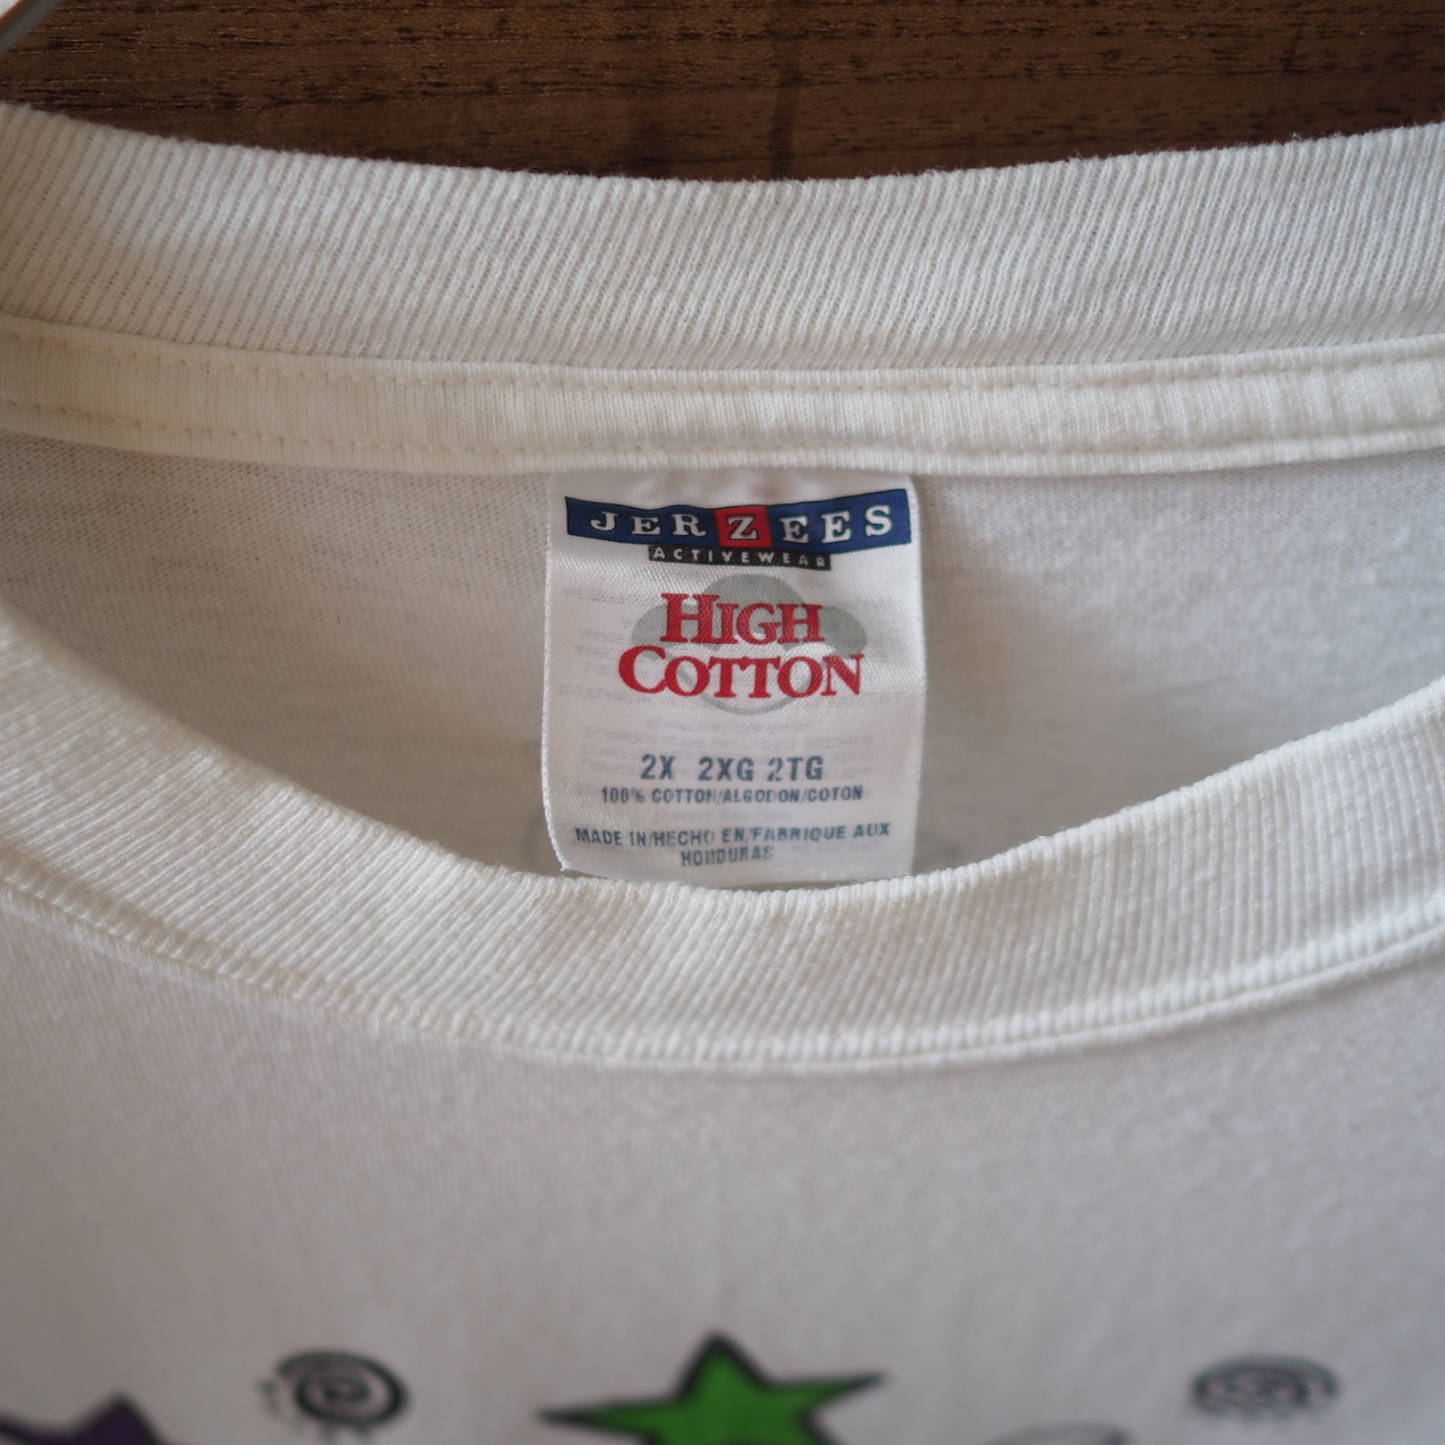 JERZEES
ACTIVEWEAR
HIGH
COTTON
2X 2XG 2TG
100% COTTON/ALGODON/COTON
MADE IN/HECHO EN/FABRIQUE AUX
HONDURAS